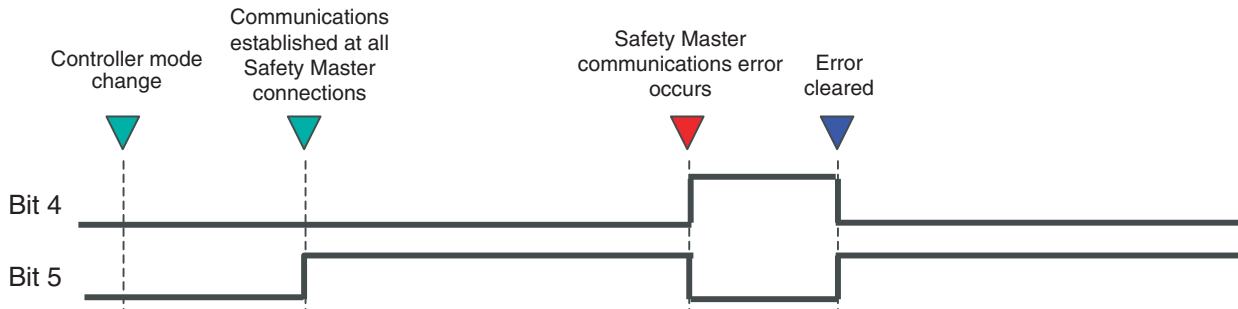 Controller mode
change
Communications
established at all
Safety Master
connections
Safety Master
communications error
occurs
Error
cleared
Bit 4
Bit 5